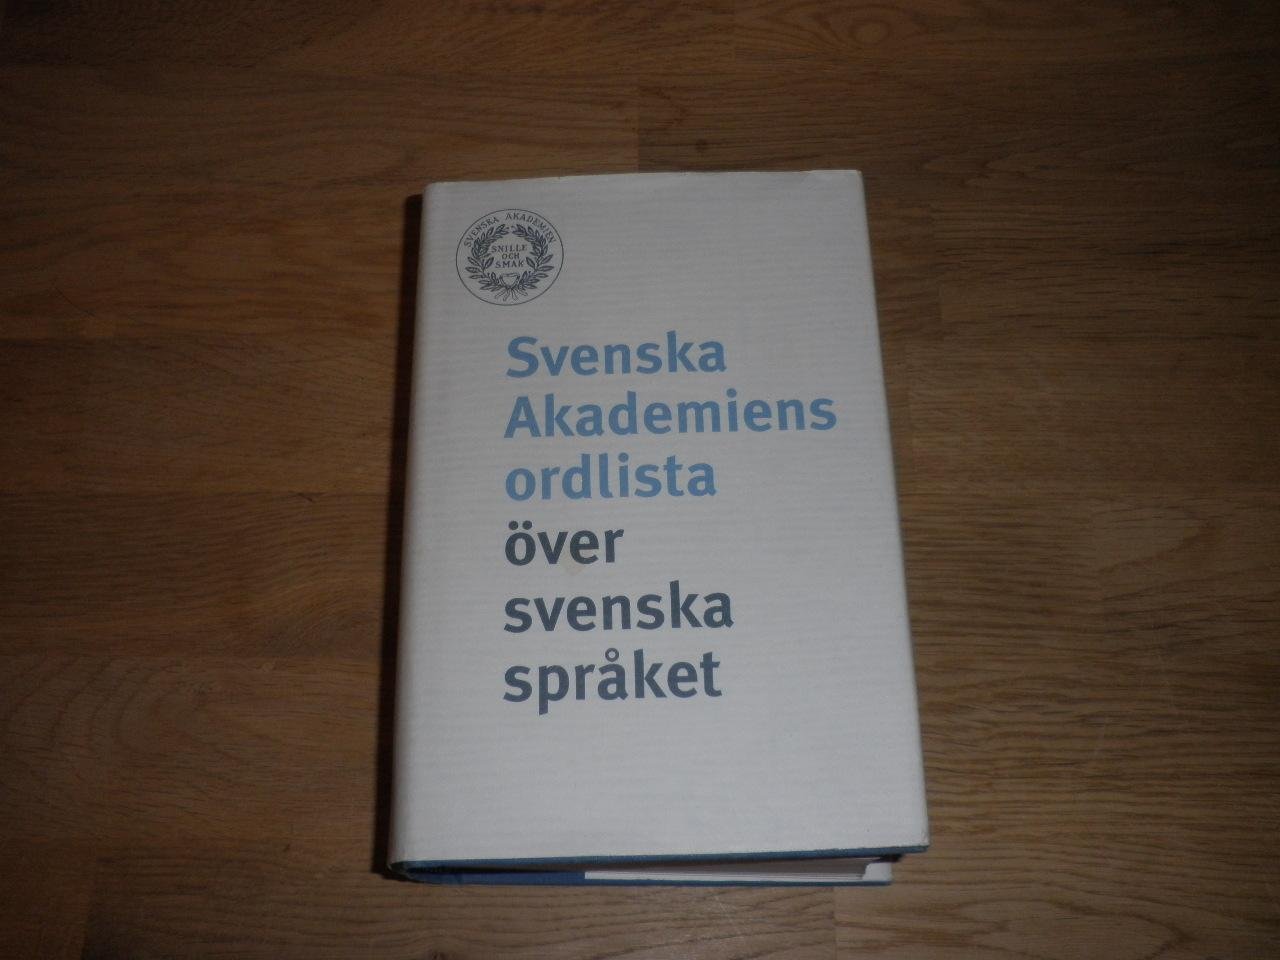 SVENSKA AKADEMIEN
SNILLE
OCH
SMAK
Svenska
Akademiens
ordlista
över
svenska
språket